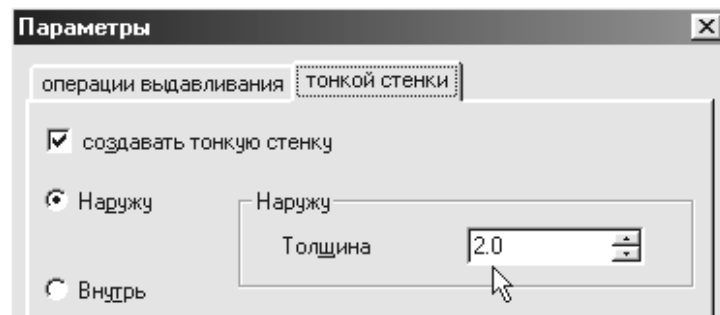 Параметры
операции выдавливания тонкой стенки
создавать тонкую стенку
Наружу Наружу
Толщина 2.0
Внутрь